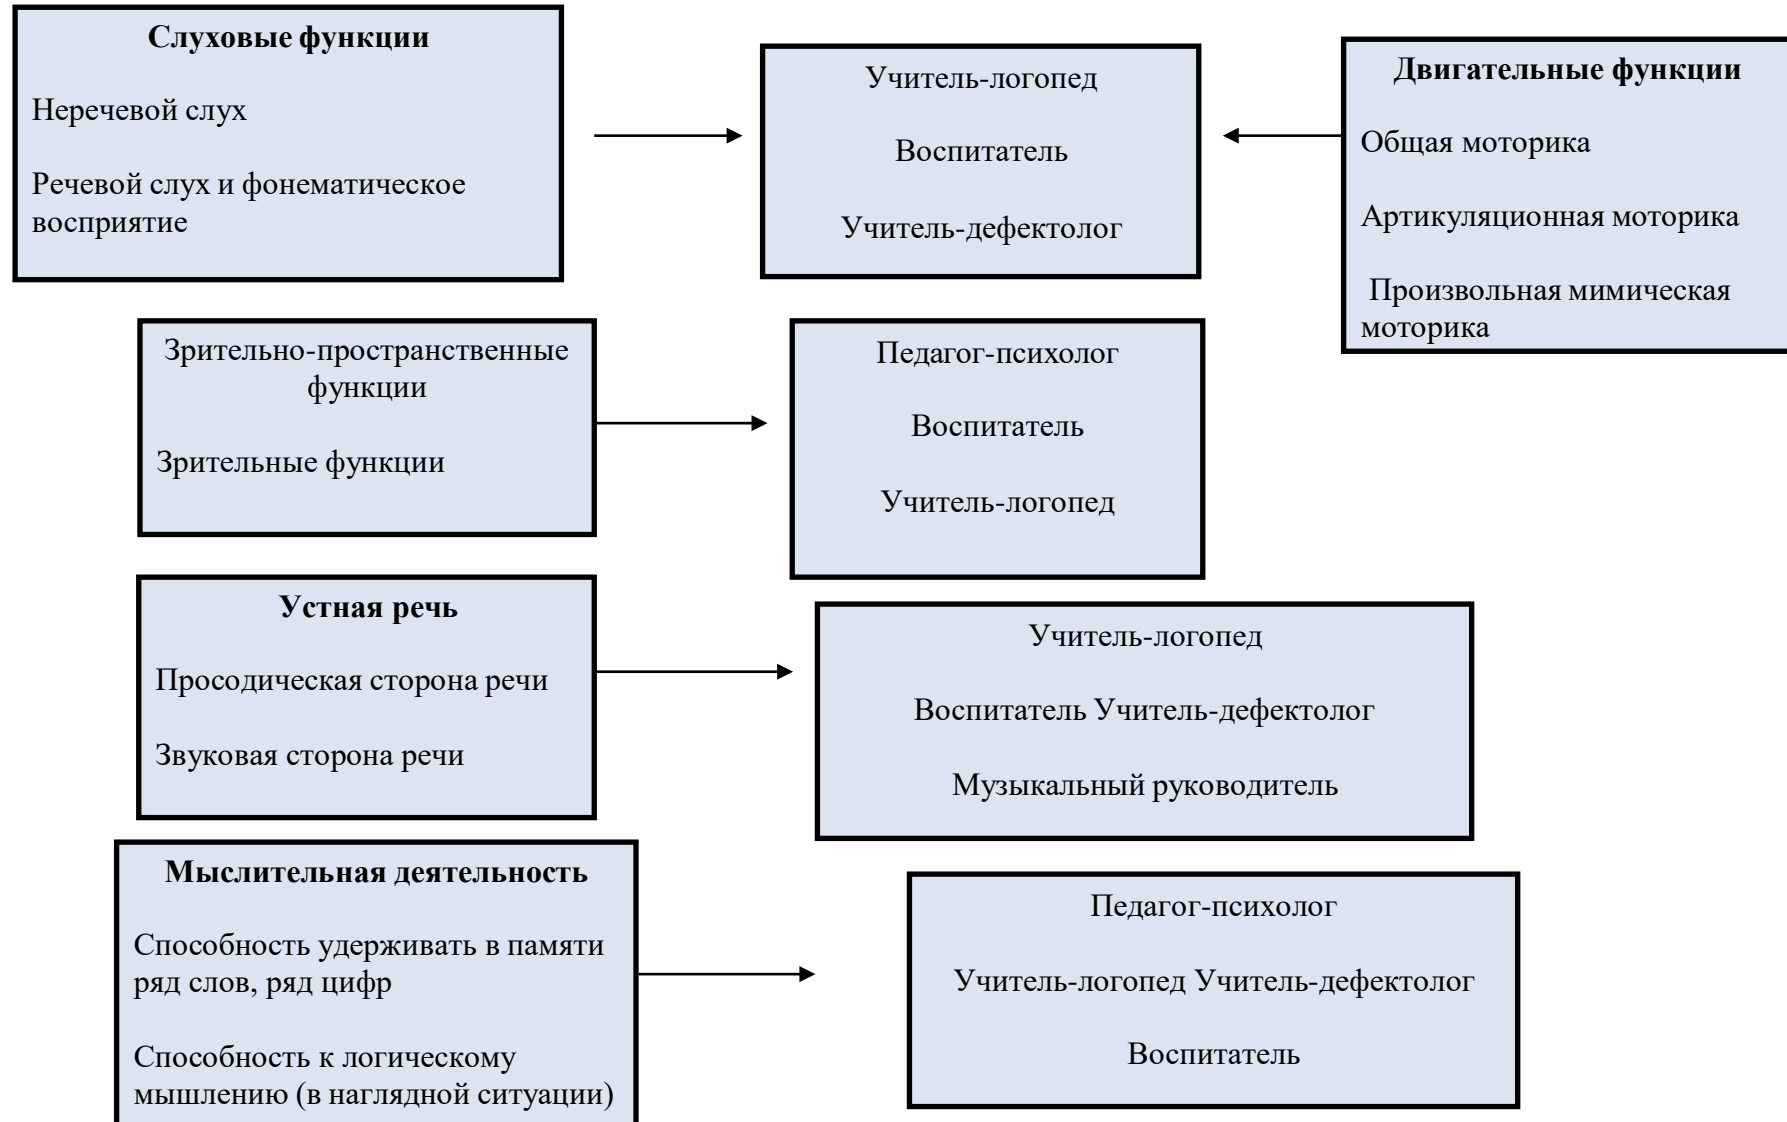 Слуховые функции
Неречевой слух
Речевой слух и фонематическое
восприятие
Учитель-логопед
Воспитатель
Учитель-дефектолог
Двигательные функции
Общая моторика
Артикуляционная моторика
Произвольная мимическая
моторика
Зрительно-пространственные
функции
Зрительные функции
Педагог-психолог
Воспитатель
Учитель-логопед
Устная речь
Просодическая сторона речи
Звуковая сторона речи
Учитель-логопед
Воспитатель Учитель-дефектолог
Музыкальный руководитель
Мыслительная деятельность
Способность удерживать в памяти
ряд слов, ряд цифр
Способность к логическому
мышлению (в наглядной ситуации)
Педагог-психолог
Учитель-логопед Учитель-дефектолог
Воспитатель